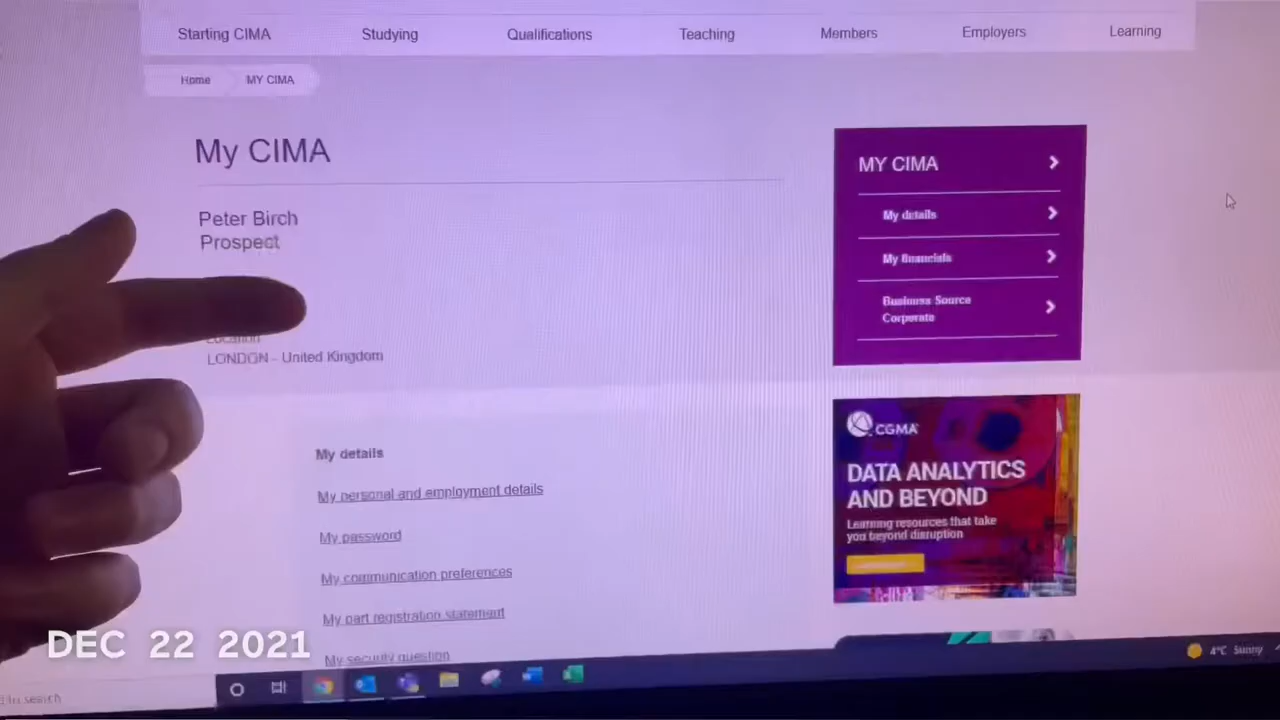 Starting CIMA
Studying
Qualifications
Teaching
Members
Employers
Learning
Home
MY CIMA
My CIMA
Peter Birch
Prospect
Location
LONDON - United Kingdom
My details
My personal and employment details
My password
My communication preferences
My part registration statement
My security question
MY CIMA
My details
My financials
Business Source
Corporate
CGMA
DATA ANALYTICS
AND BEYOND
Learning resources that take
you beyond disruption
DEC 22 2021
to search
4°C Sunny